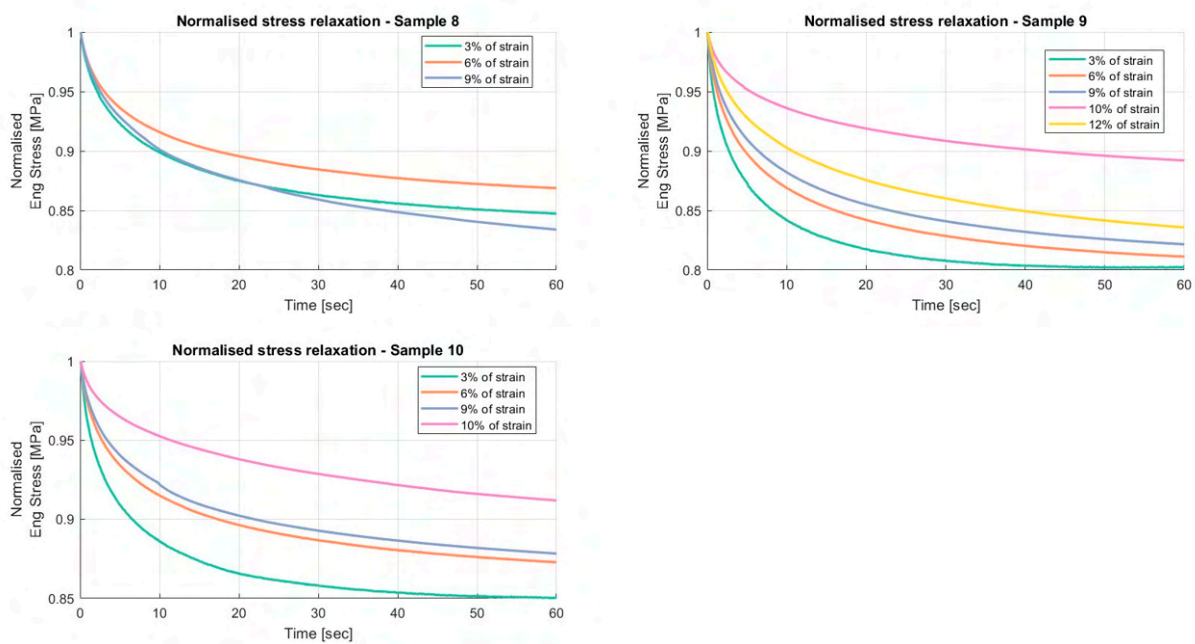 Normalised stress relaxation - Sample 8
1
0.95
0.9
0.85
0.8
Normalised
Eng Stress [MPa]
3% of strain
6% of strain
9% of strain
0 10 20 30 40 50 60
Time [sec]
Normalised stress relaxation - Sample 9
1
0.95
0.9
0.85
0.8
Normalised
Eng Stress [MPa]
3% of strain
6% of strain
9% of strain
10% of strain
12% of strain
0 10 20 30 40 50 60
Time [sec]
Normalised stress relaxation - Sample 10
1
0.95
0.9
0.85
Normalised
Eng Stress [MPa]
3% of strain
6% of strain
9% of strain
10% of strain
0 10 20 30 40 50 60
Time [sec]